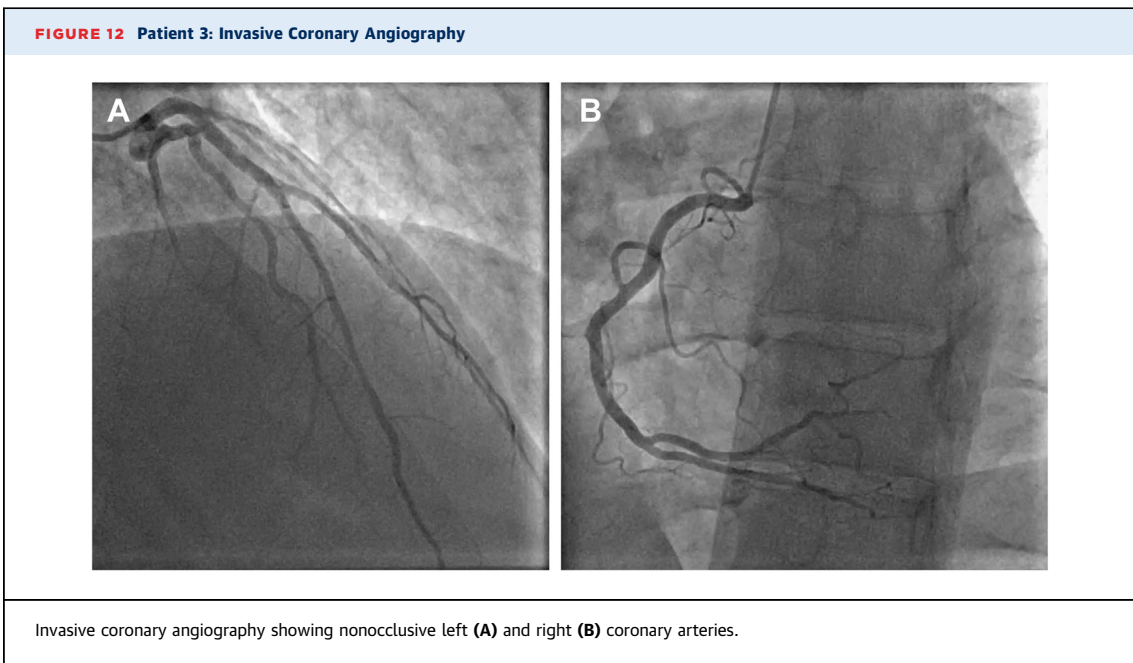 FIGURE 12 Patient 3: Invasive Coronary Angiography
A
B
Invasive coronary angiography showing nonocclusive left (A) and right (B) coronary arteries.